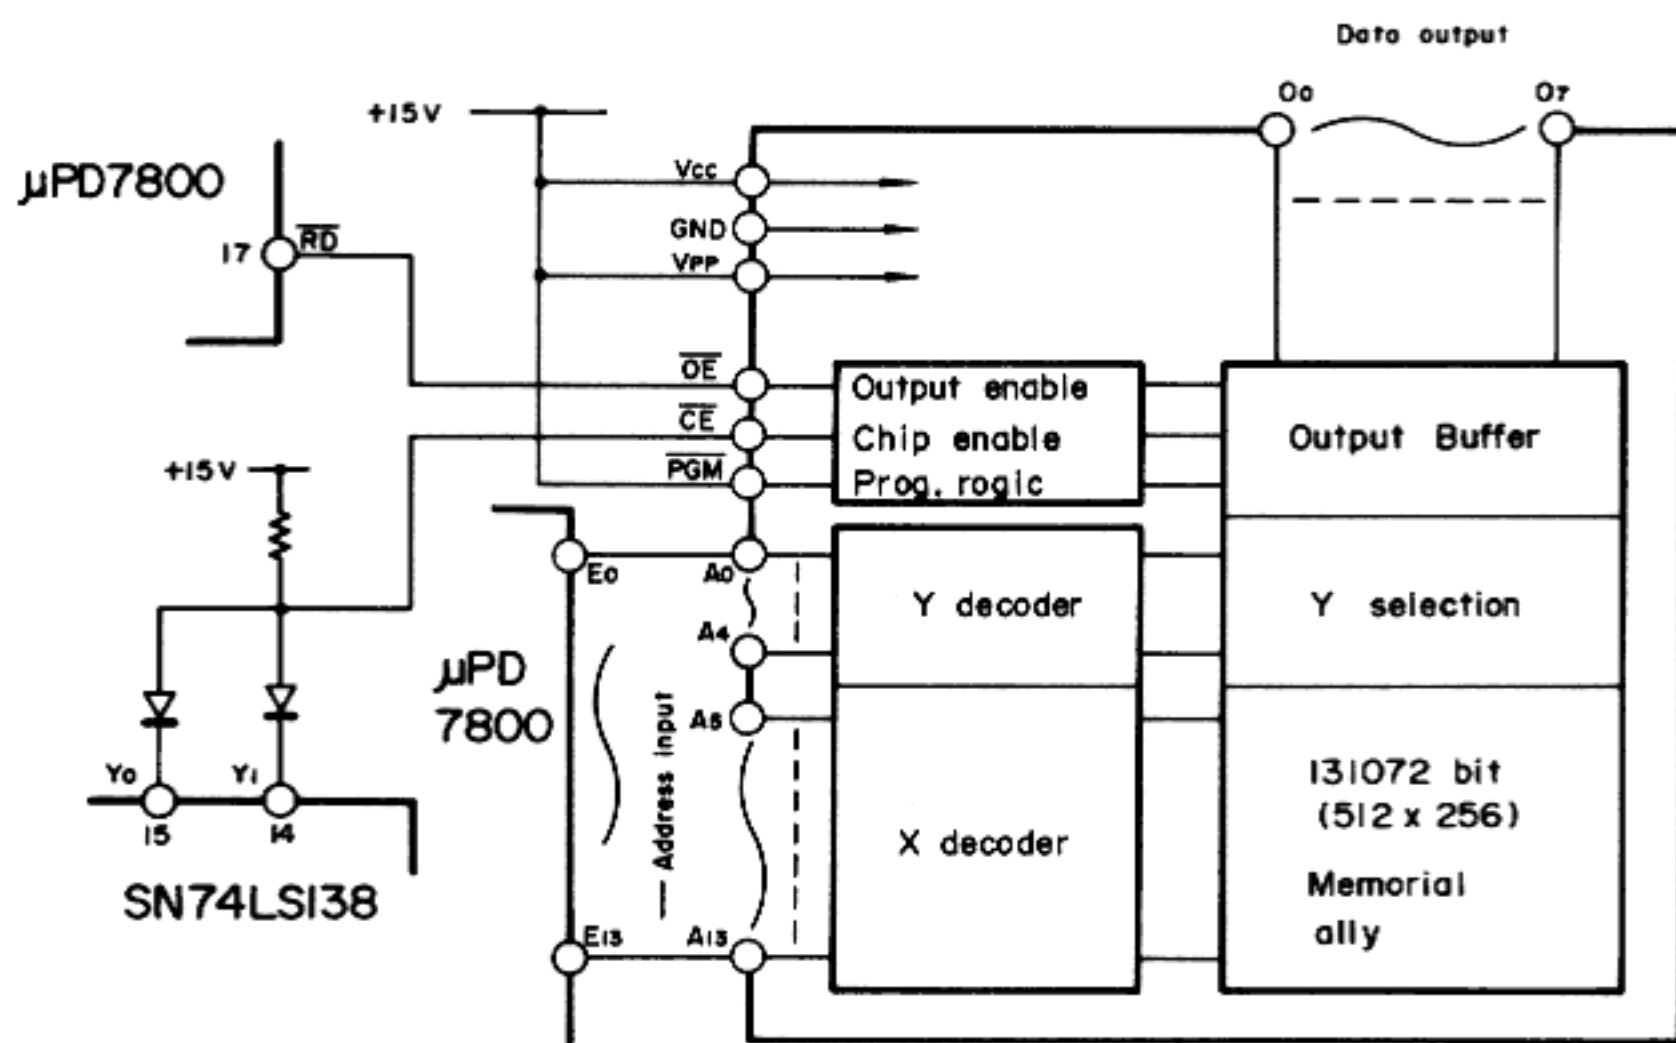 Data output
O0
O7
+15V
μPD7800
17
RD
Vcc
GND
VPP
OE
CE
PGM
Output enable
Chip enable
Prog. rogic
Output Buffer
+15V
E0
A0
Y decoder
Y selection
A4
μPD
7800
A5
Address input
X decoder
131072 bit
(512 x 256)
Memorial
ally
Y0
Y1
15
14
SN74LS138
E13
A13